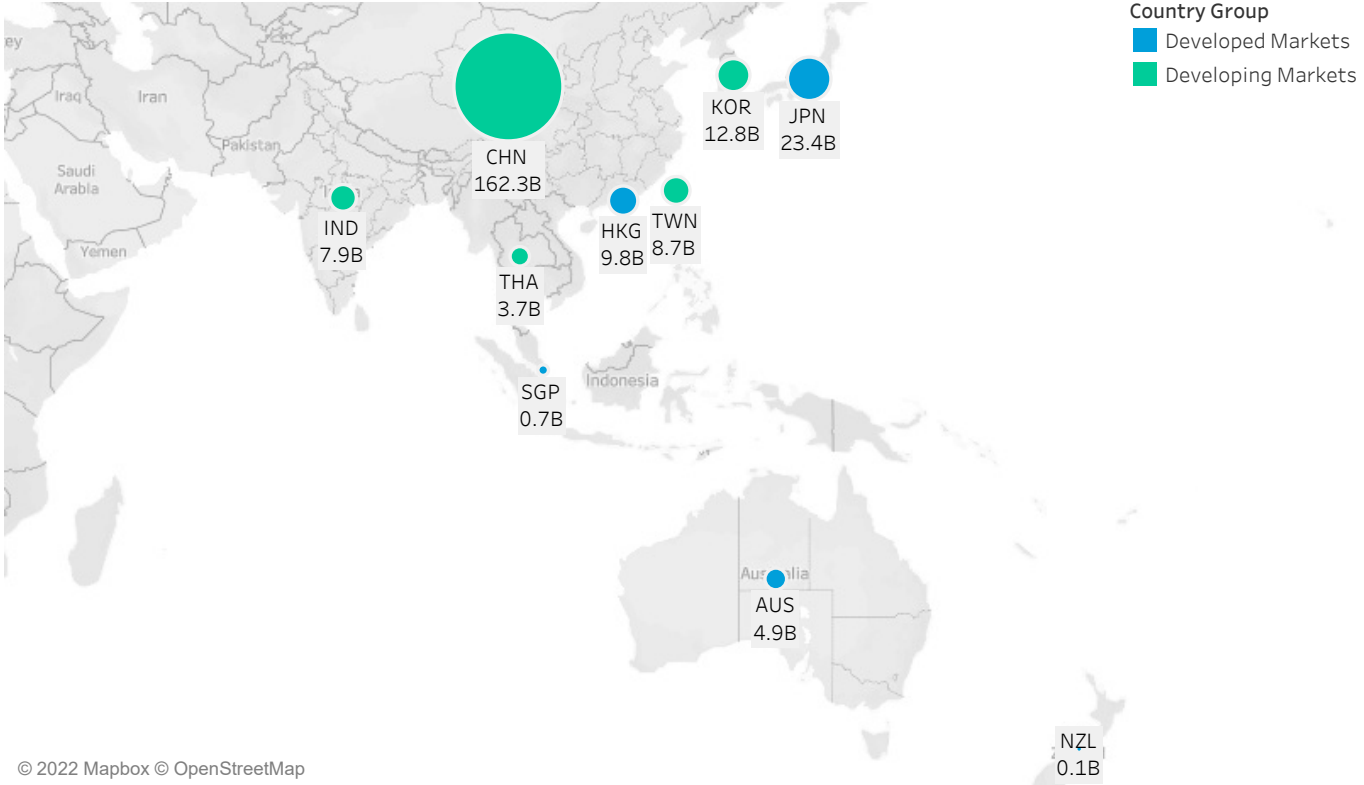 Country Group
Developed Markets
Developing Markets
ey
Iraq
Iran
Pakistan
Saudi
Arabia
Yemen
CHN
162.3B
KOR
12.8B
JPN
23.4B
IND
7.9B
HKG
9.8B
TWN
8.7B
THA
3.7B
SGP
0.7B
Indonesia
Australia
AUS
4.9B
NZL
0.1B
© 2022 Mapbox © OpenStreetMap